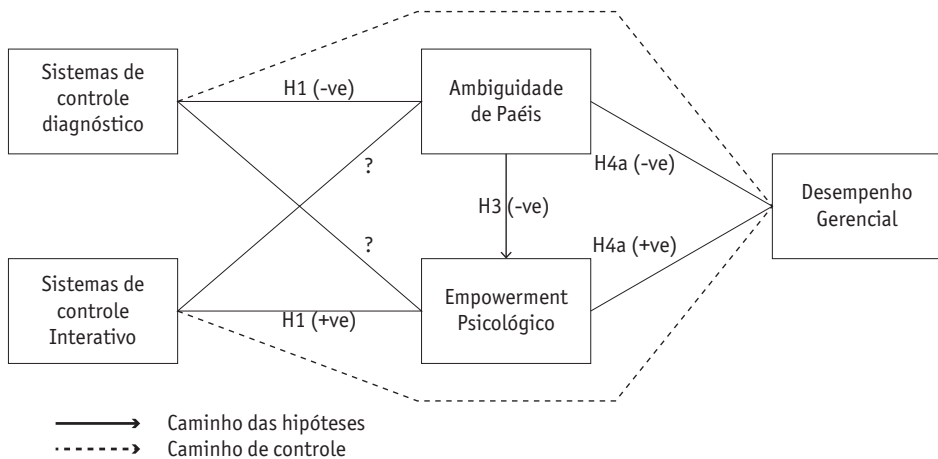 Sistemas de
controle
diagnóstico
H1 (-ve)
Ambiguidade
de Paéis
?
H4a (-ve)
H3 (-ve)
Desempenho
Gerencial
?
H4a (+ve)
Sistemas de
controle
Interativo
H1 (+ve)
Empowerment
Psicológico
Caminho das hipóteses
Caminho de controle